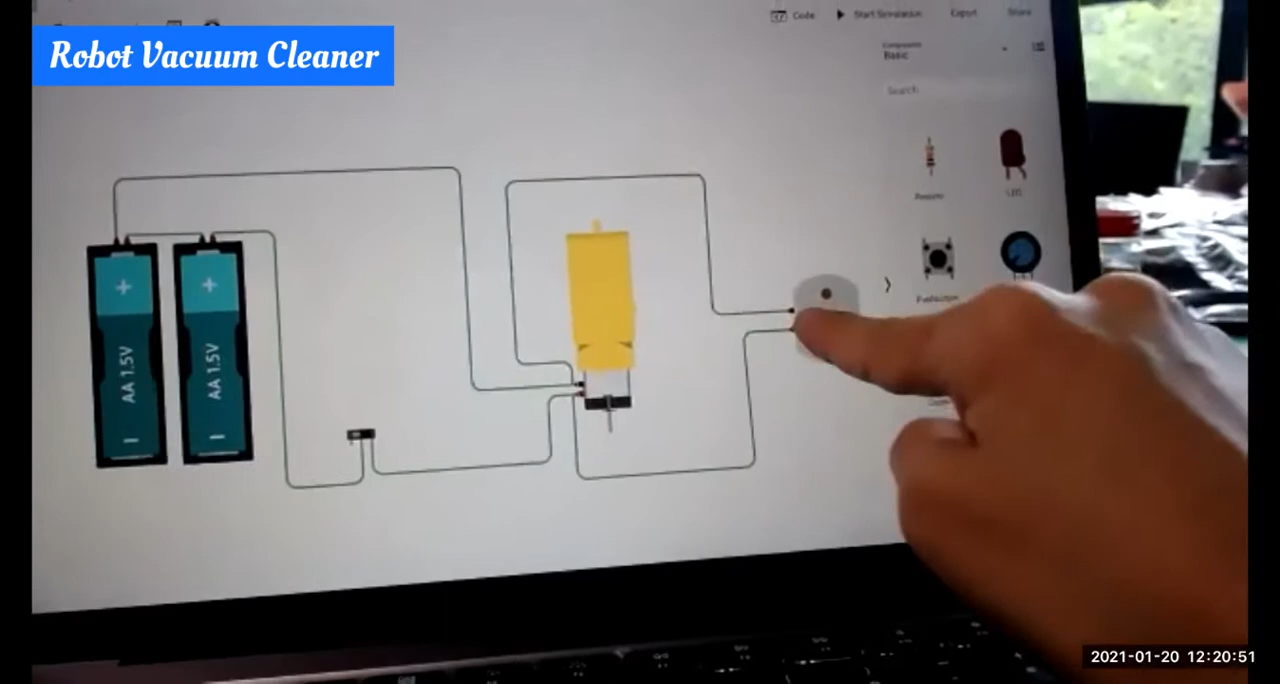 Robot Vacuum Cleaner
Code
Start Simulation
Export
Share
Components
Basic
Search
Resistor
LED
Pushbutton
+
+
AA 1.5V
AA 1.5V
2021-01-20 12:20:51